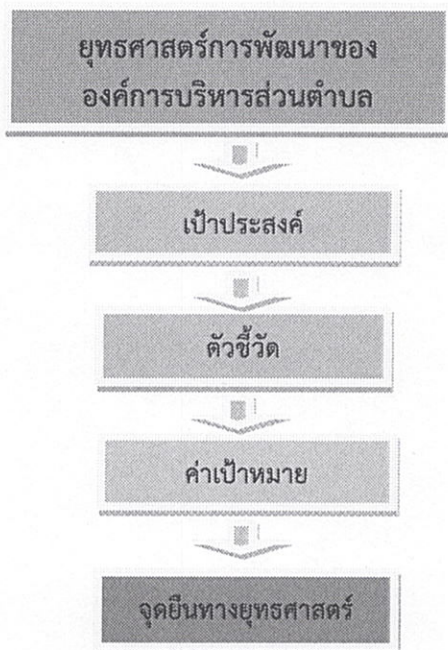 ยุทธศาสตร์การพัฒนาของ
องค์การบริหารส่วนตำบล
เป้าประสงค์
ตัวชี้วัด
ค่าเป้าหมาย
จุดยืนทางยุทธศาสตร์